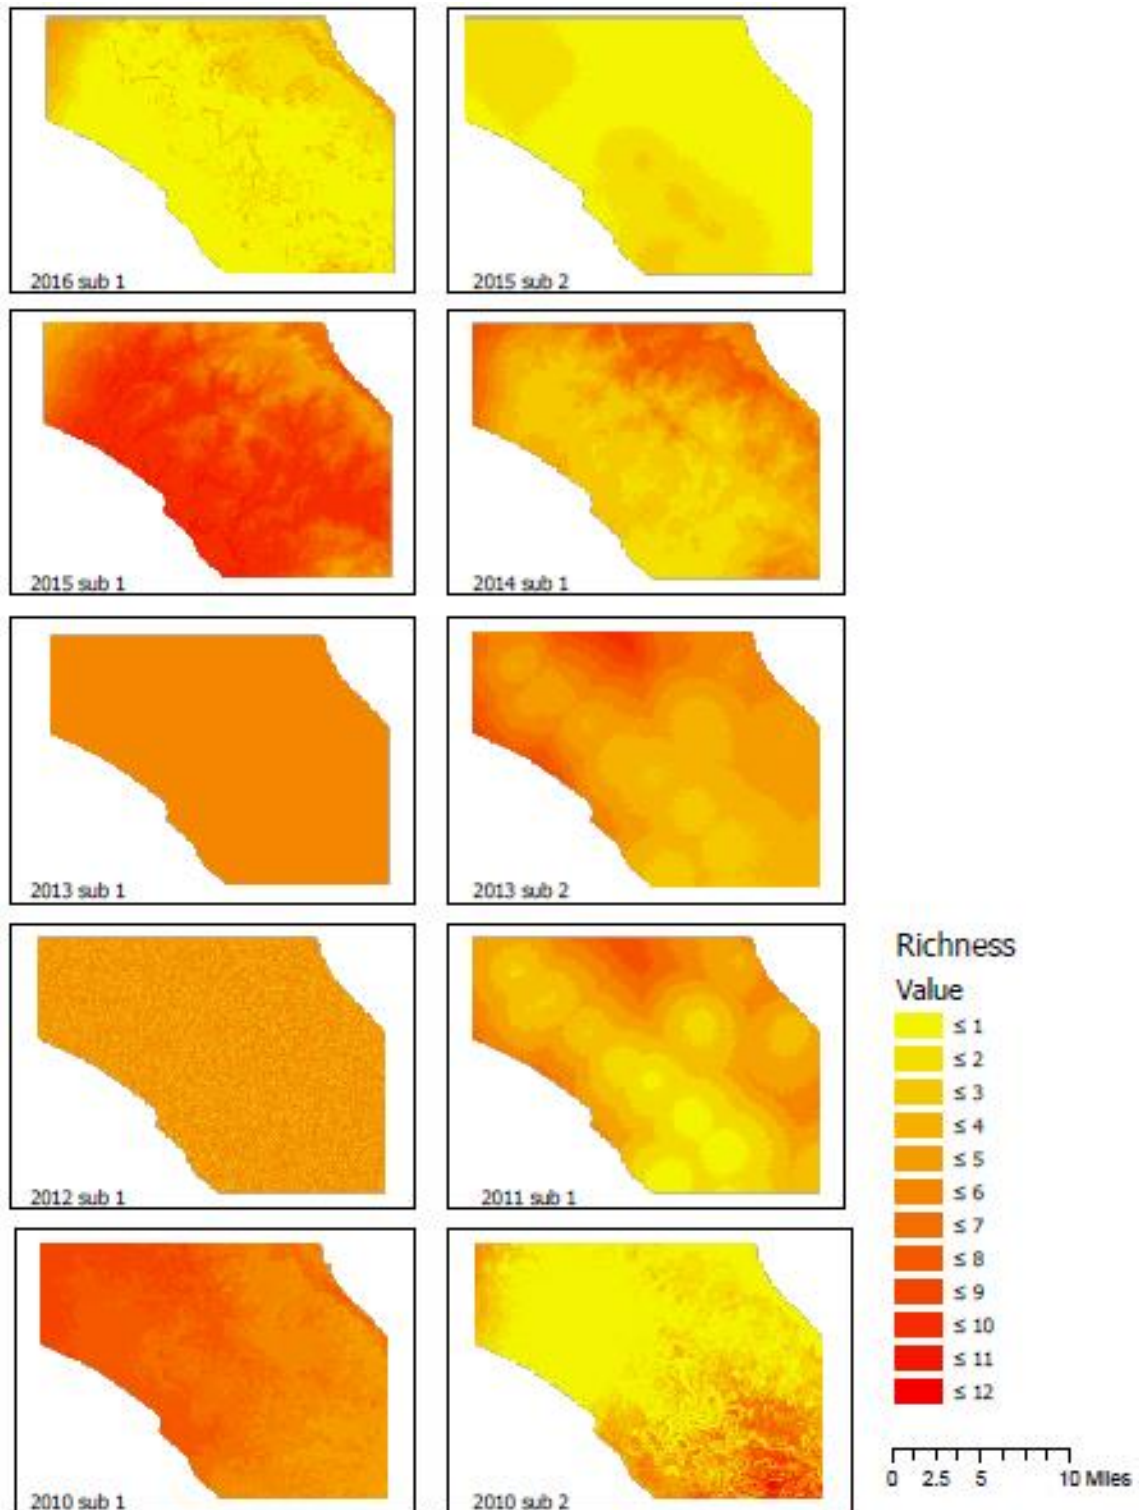 2016 sub 1
2015 sub 2
2015 sub 1
2014 sub 1
2013 sub 1
2013 sub 2
2012 sub 1
2011 sub 1
2010 sub 1
2010 sub 2
Richness
Value
≤ 1
≤ 2
≤ 3
≤ 4
≤ 5
≤ 6
≤ 7
≤ 8
≤ 9
≤ 10
≤ 11
≤ 12
0 2.5 5 10 Miles